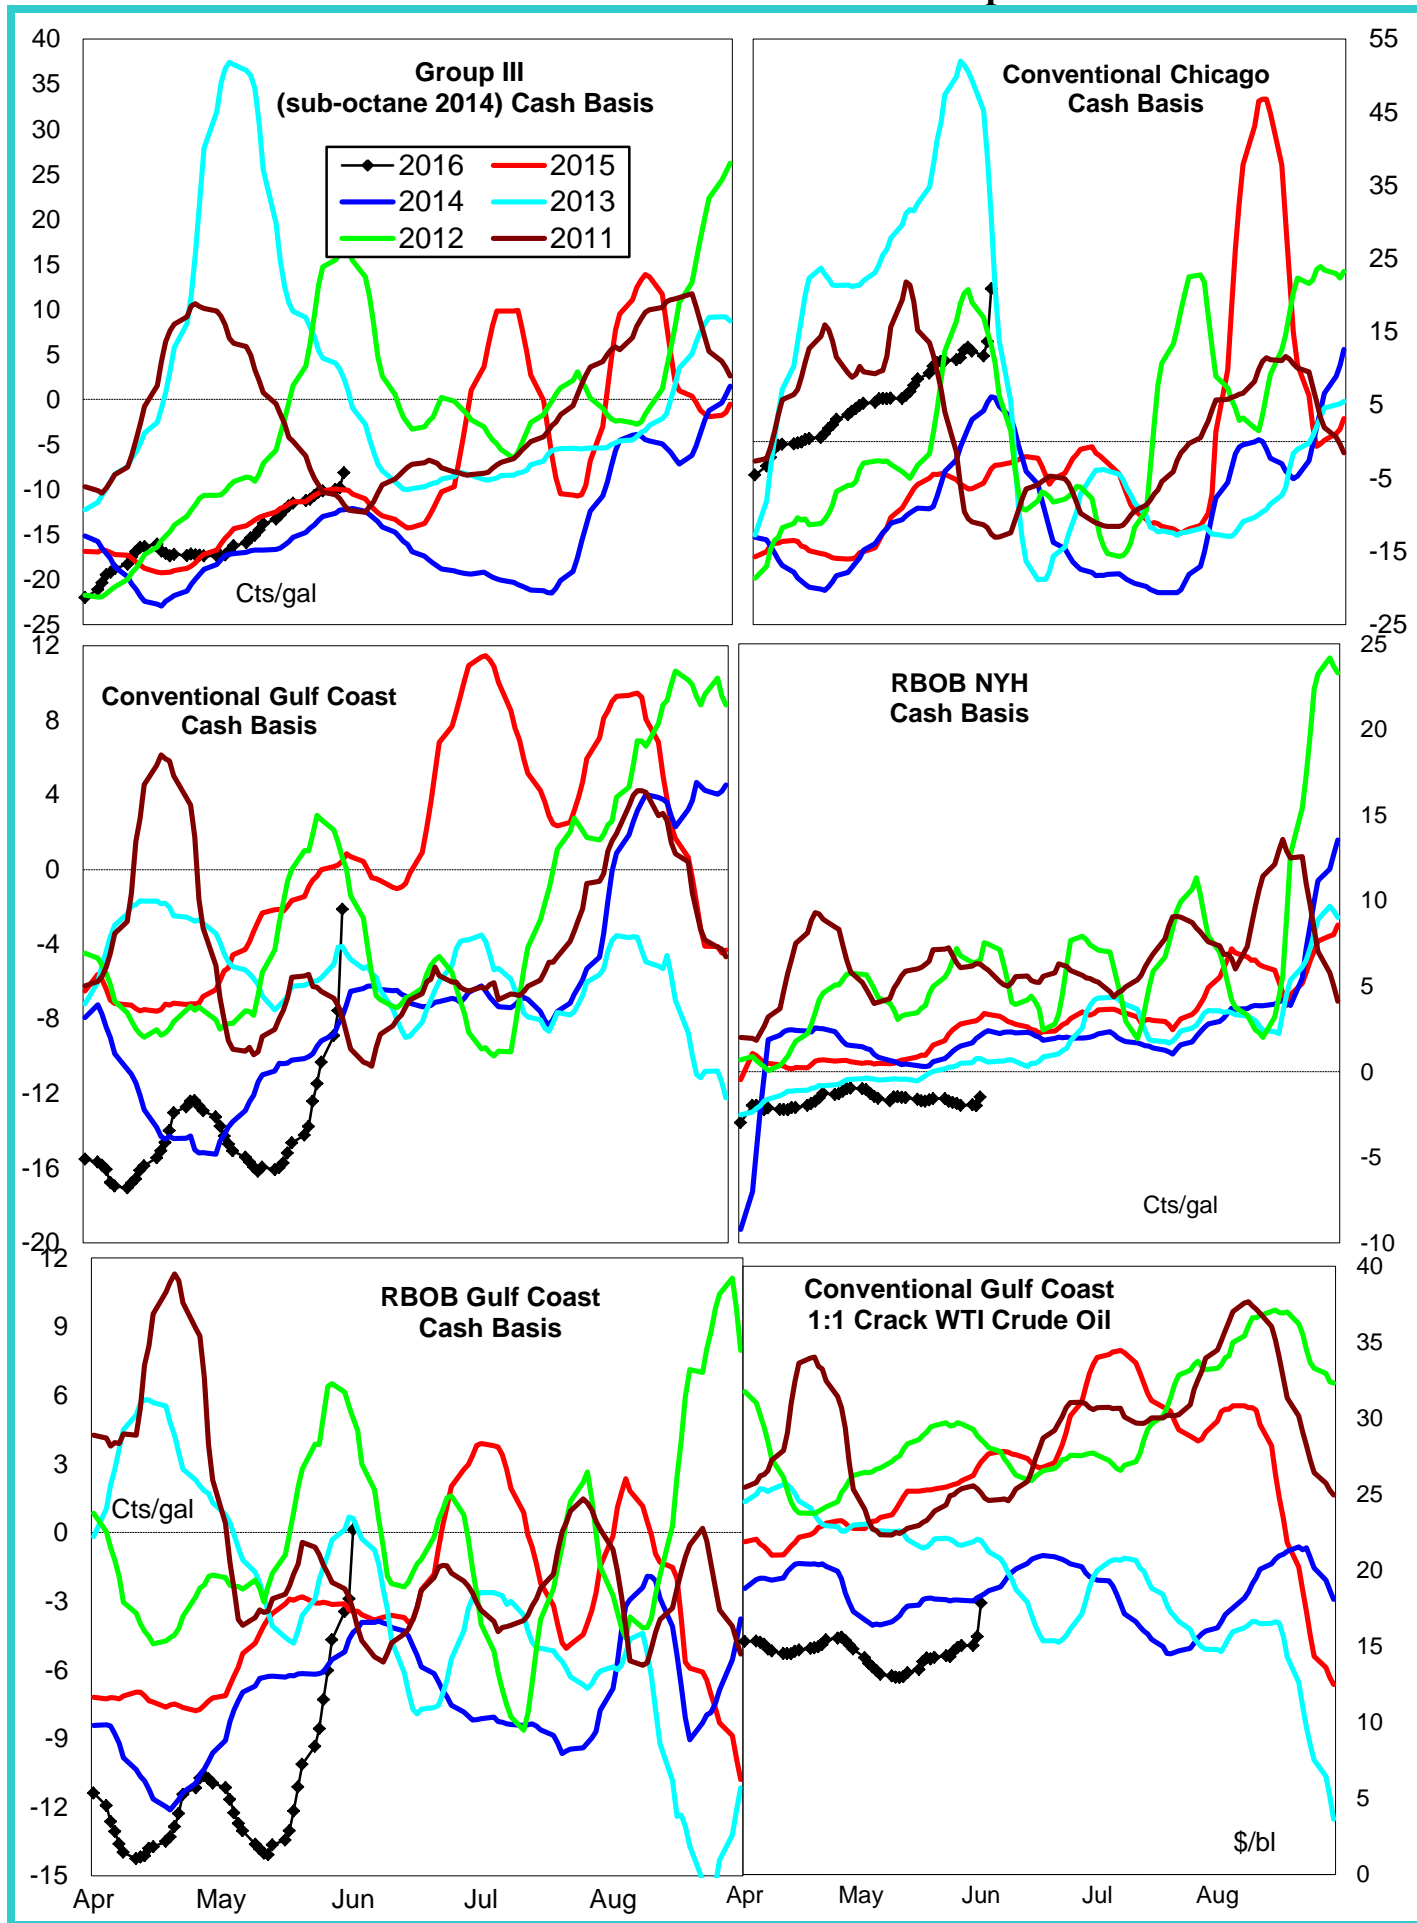 Group III
(sub-octane 2014) Cash Basis
2016
2015
2014
2013
2012
2011
Cts/gal
40
35
30
25
20
15
10
5
0
-5
-10
-15
-20
-25
Conventional Chicago
Cash Basis
55
45
35
25
15
5
-5
-15
-25
Conventional Gulf Coast
Cash Basis
12
8
4
0
-4
-8
-12
-16
-20
RBOB NYH
Cash Basis
Cts/gal
25
20
15
10
5
0
-5
-10
RBOB Gulf Coast
Cash Basis
Cts/gal
12
9
6
3
0
-3
-6
-9
-12
-15
Apr
May
Jun
Jul
Aug
Conventional Gulf Coast
1:1 Crack WTI Crude Oil
$/bl
40
35
30
25
20
15
10
5
0
Apr
May
Jun
Jul
Aug